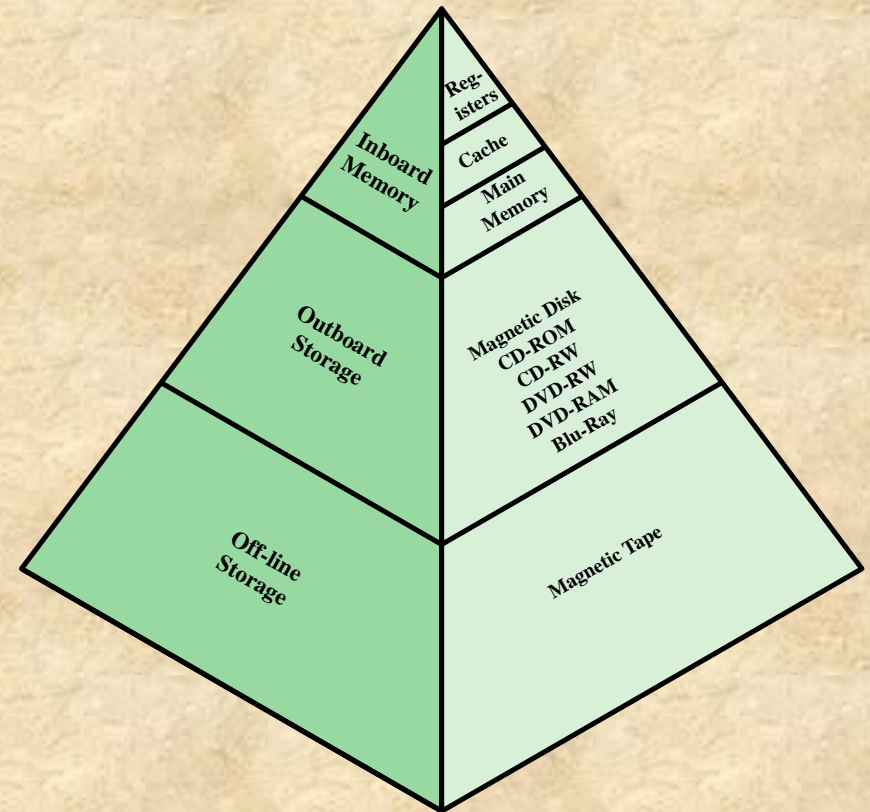 Reg-
isters
Cache
Main
Memory
Inboard
Memory
Magnetic Disk
CD-ROM
CD-RW
DVD-RW
DVD-RAM
Blu-Ray
Outboard
Storage
Magnetic Tape
Off-line
Storage